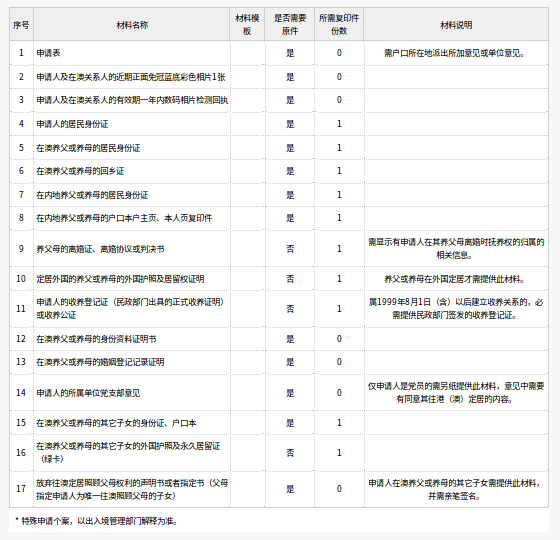 序号 材料名称 材料模板 是否需要原件 所需复印件份数 材料说明
1 申请表 是 0 需户口所在地派出所加意见或单位意见。
2 申请人及在澳关系人的近期正面免冠蓝底彩色相片1张 是 0
3 申请人及在澳关系人的有效期一年内数码相片检测回执 是 0
4 申请人的居民身份证 是 1
5 在澳养父或养母的居民身份证 是 1
6 在澳养父或养母的回乡证 是 1
7 在内地养父或养母的居民身份证 是 1
8 在内地养父或养母的户口本户主页、本人页复印件 是 1
9 养父母的离婚证、离婚协议或判决书 否 1 需显示有申请人在其养父母离婚时抚养权的归属的
相关信息。
10 定居外国的养父或养母的外国护照及居留权证明 否 1 养父或养母在外国定居才需提供此材料。
11 申请人的收养登记证（民政部门出具的正式收养证明）
或收养公证 否 1 属1999年8月1日（含）以后建立收养关系的，必
需提供民政部门签发的收养登记证。
12 在澳养父或养母的身份资料证明书 是 0
13 在澳养父或养母的婚姻登记记录证明 是 0
14 申请人的所属单位党支部意见 是 0 仅申请人是党员的需另纸提供此材料，意见中需要
有同意其往港（澳）定居的内容。
15 在澳养父或养母的其它子女的身份证、户口本 是 1
16 在澳养父或养母的其它子女的外国护照及永久居留证
（绿卡） 否 1
17 放弃往澳定居照顾父母权利的声明书或者指定书（父母
指定申请人为唯一往澳照顾父母的子女） 是 0 申请人在澳养父或养母的其它子女需提供此材料，
并需亲笔签名。
* 特殊申请个案，以出入境管理部门解释为准。